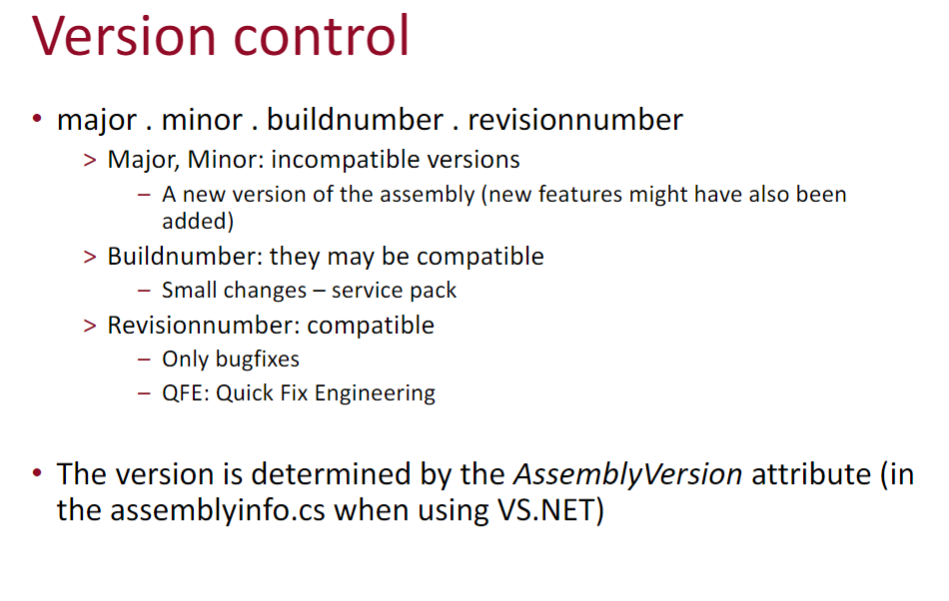 Version control
• major . minor . buildnumber . revisionnumber
> Major, Minor: incompatible versions
– A new version of the assembly (new features might have also been
added)
> Buildnumber: they may be compatible
– Small changes – service pack
> Revisionnumber: compatible
– Only bugfixes
– QFE: Quick Fix Engineering
• The version is determined by the AssemblyVersion attribute (in
the assemblyinfo.cs when using VS.NET)